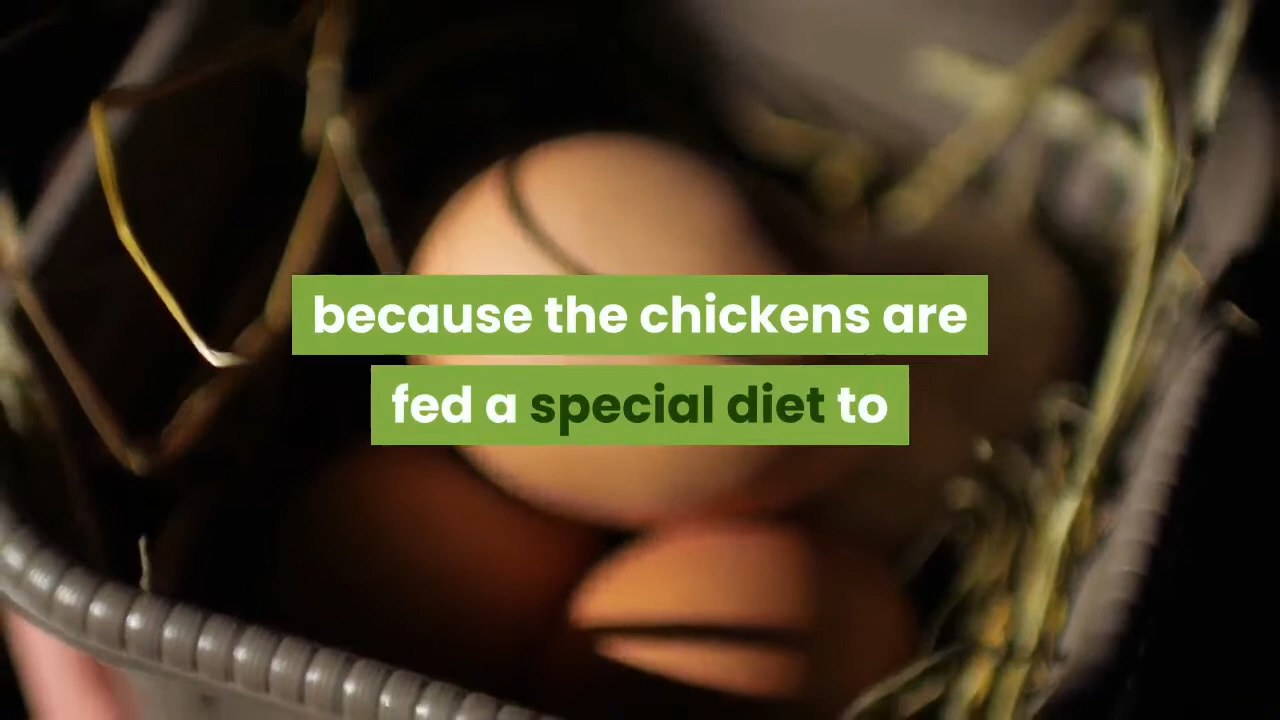 because the chickens are
fed a special diet to